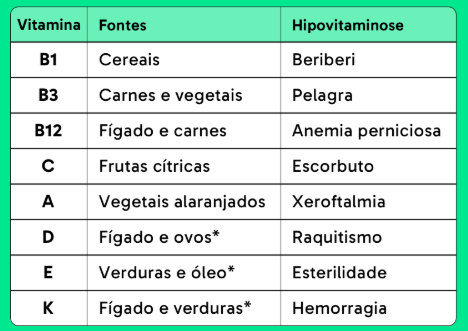 Vitamina Fontes Hipovitaminose
B1 Cereais Beriberi
B3 Carnes e vegetais Pelagra
B12 Fígado e carnes Anemia perniciosa
C Frutas cítricas Escorbuto
A Vegetais alaranjados Xeroftalmia
D Fígado e ovos* Raquitismo
E Verduras e óleo* Esterilidade
K Fígado e verduras* Hemorragia